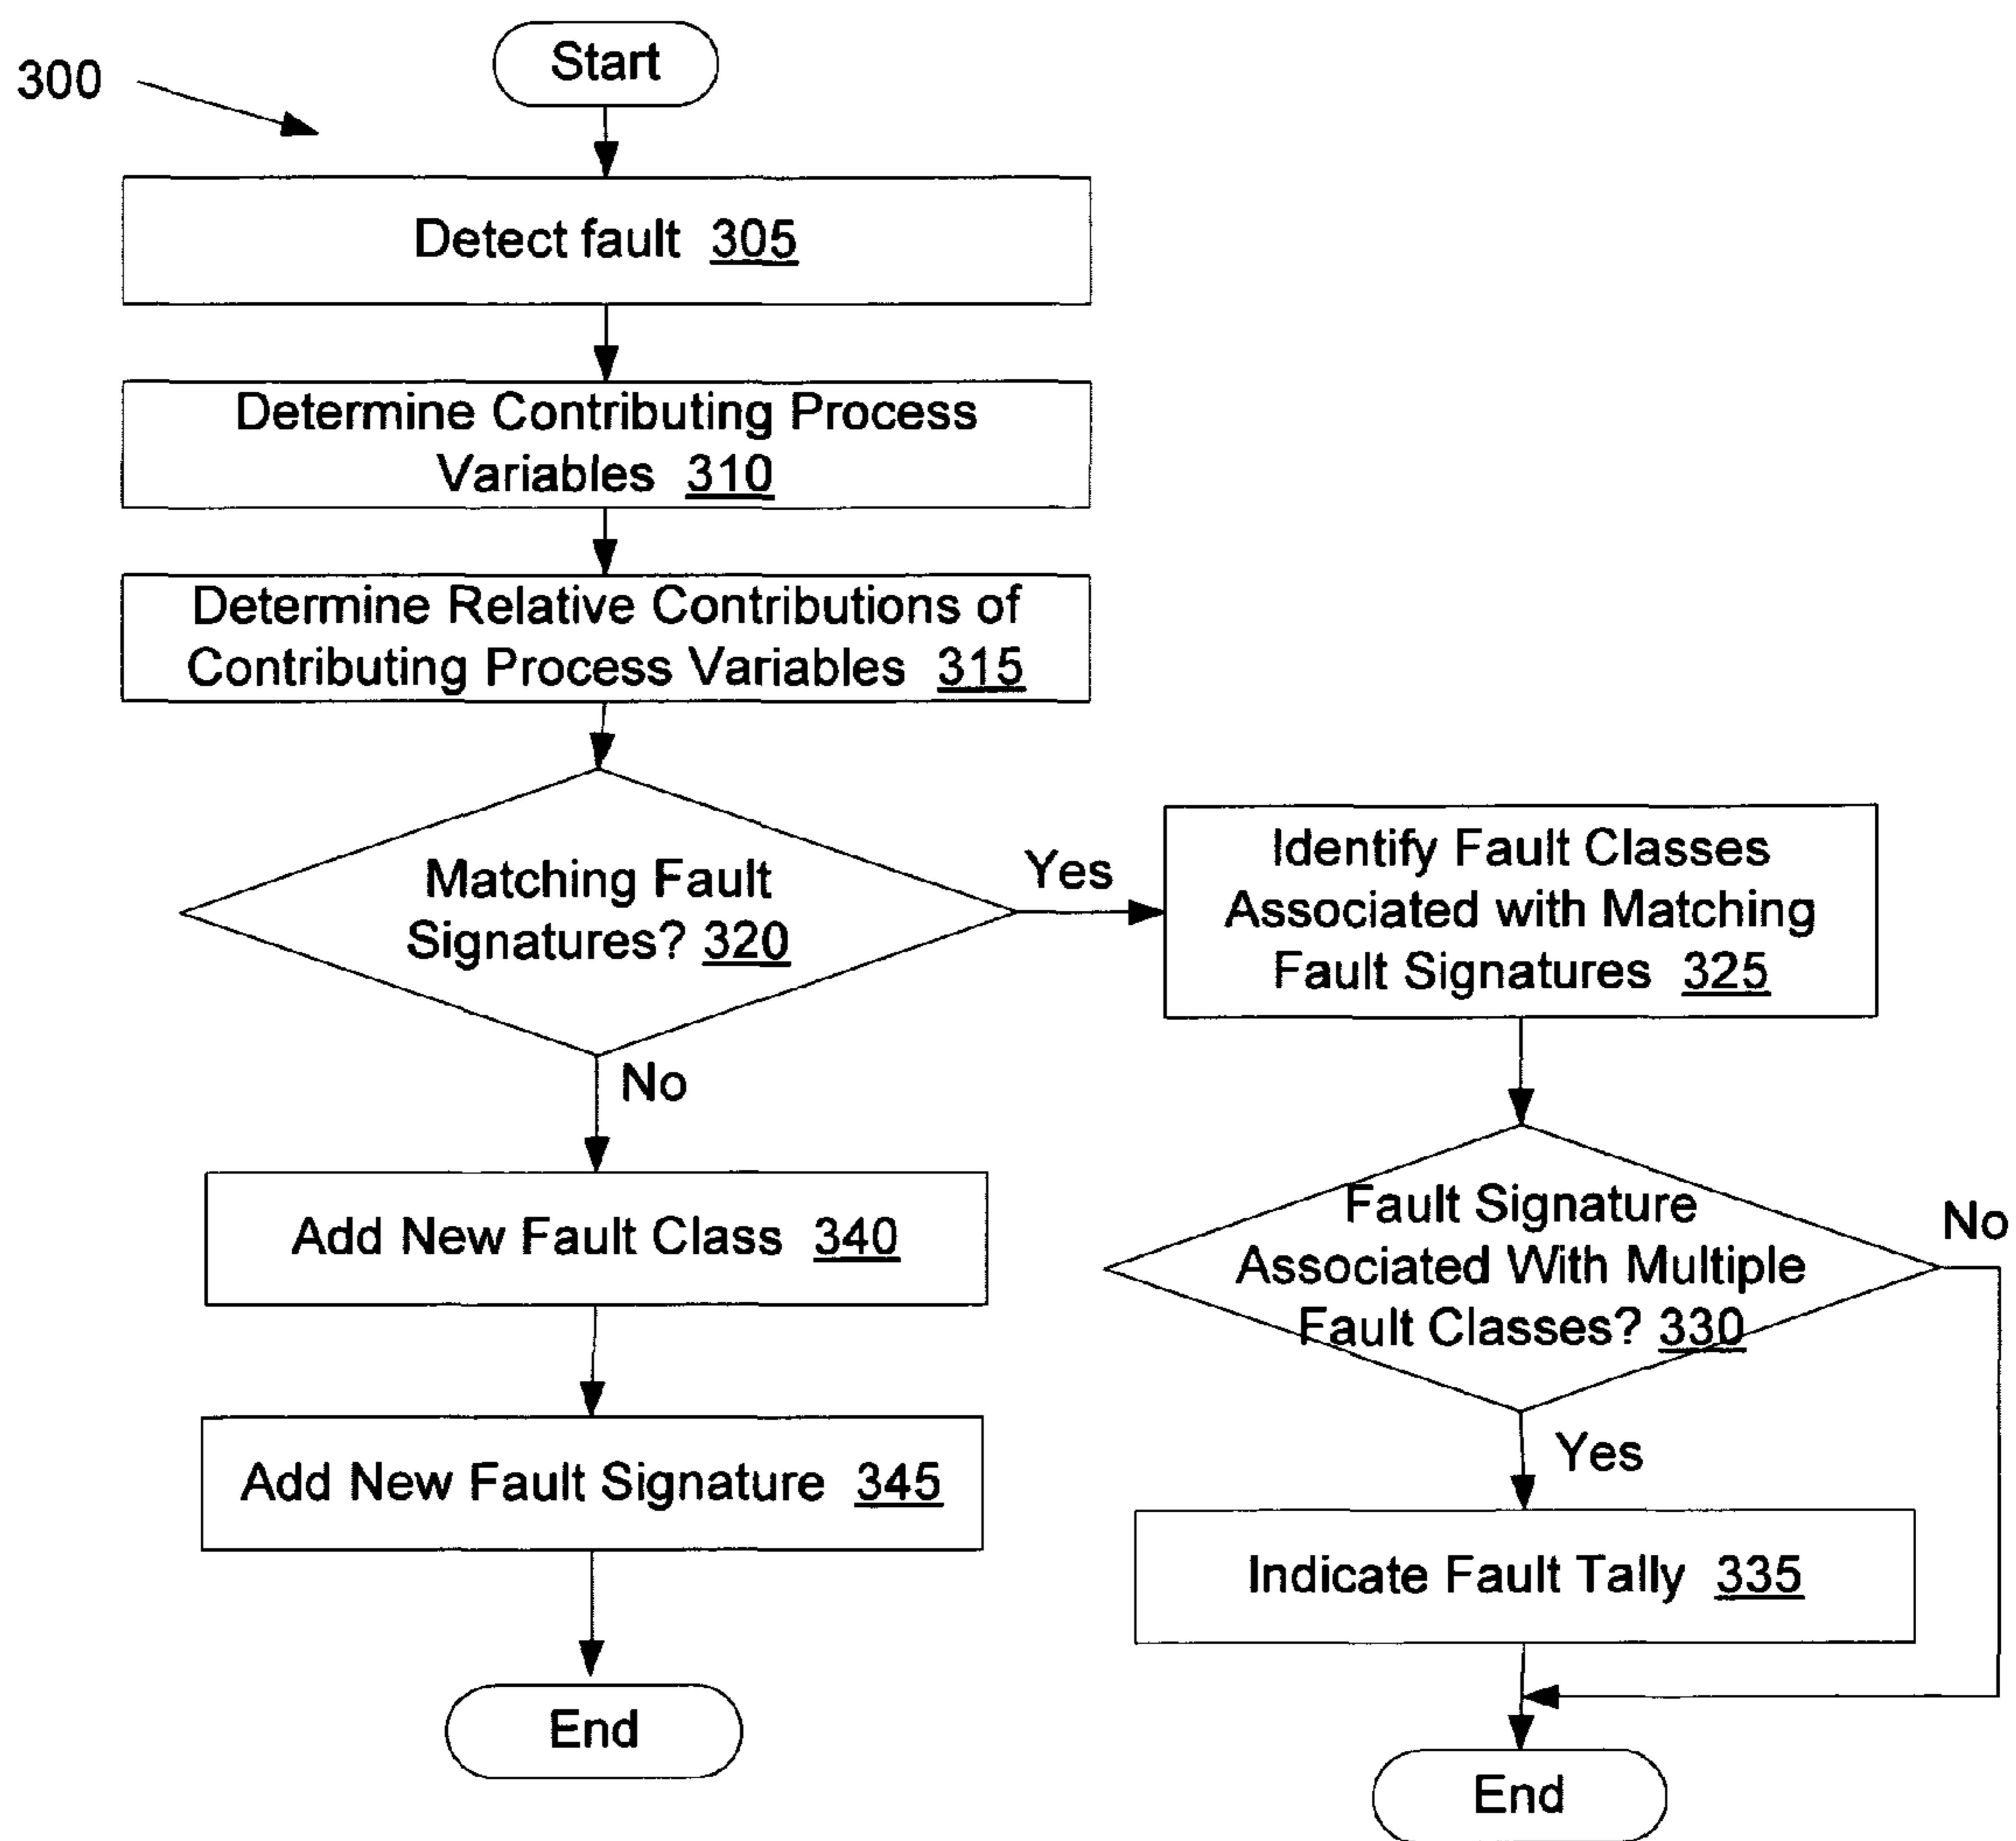 Start
300
Detect fault 305
Determine Contributing Process
Variables 310
Determine Relative Contributions of
Contributing Process Variables 315
Matching Fault
Signatures? 320
Yes
Identify Fault Classes
Associated with Matching
Fault Signatures 325
No
Fault Signature
Associated With Multiple
Fault Classes? 330
No
Add New Fault Class 340
Yes
Add New Fault Signature 345
Indicate Fault Tally 335
End
End